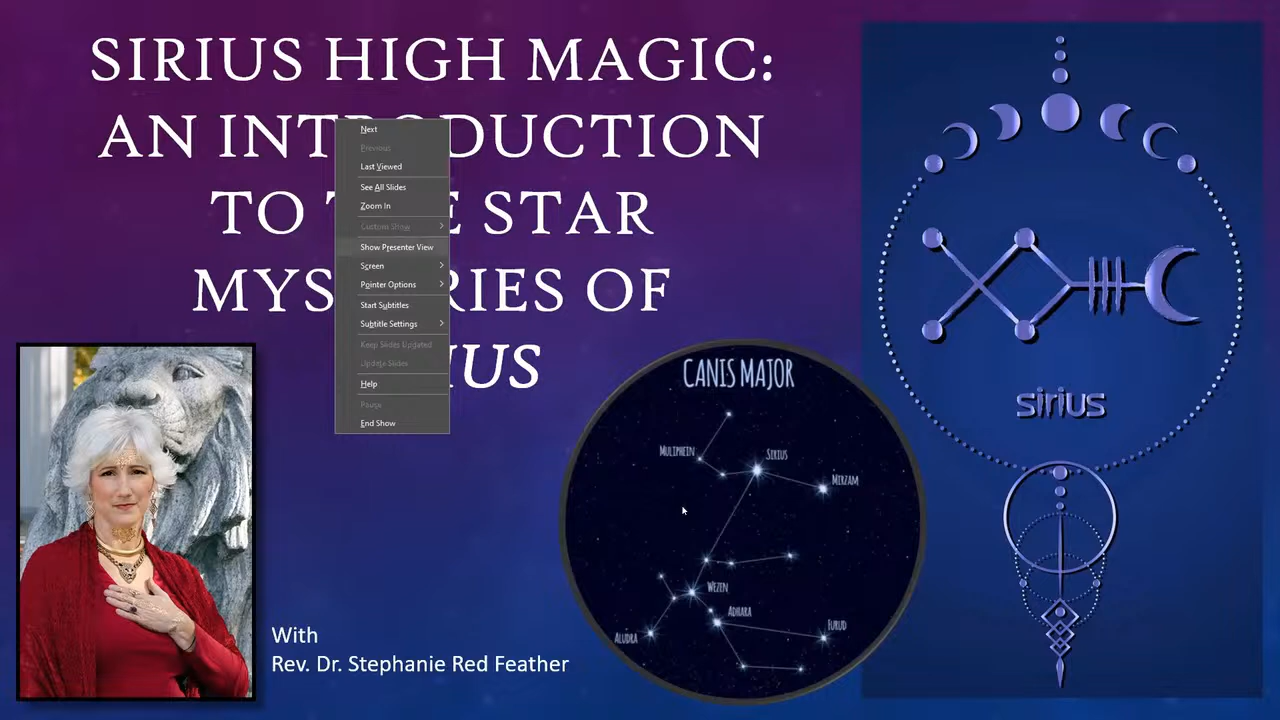 SIRIUS HIGH MAGIC:
AN INT DUCTION
TO E STAR
MYS RIES OF
IUS
Next
Previous
Last Viewed
See All Slides
Zoom In
Custom Show
Show Presenter View
Screen
Pointer Options
Start Subtitles
Subtitle Settings
Keep Slides Updated
Update Slides
Help
Pause
End Show
CANIS MAJOR
MULIPHEIN
SIRIUS
MIRZAM
WEZEN
ADHARA
ALUDRA
FURUD
sirius
With
Rev. Dr. Stephanie Red Feather